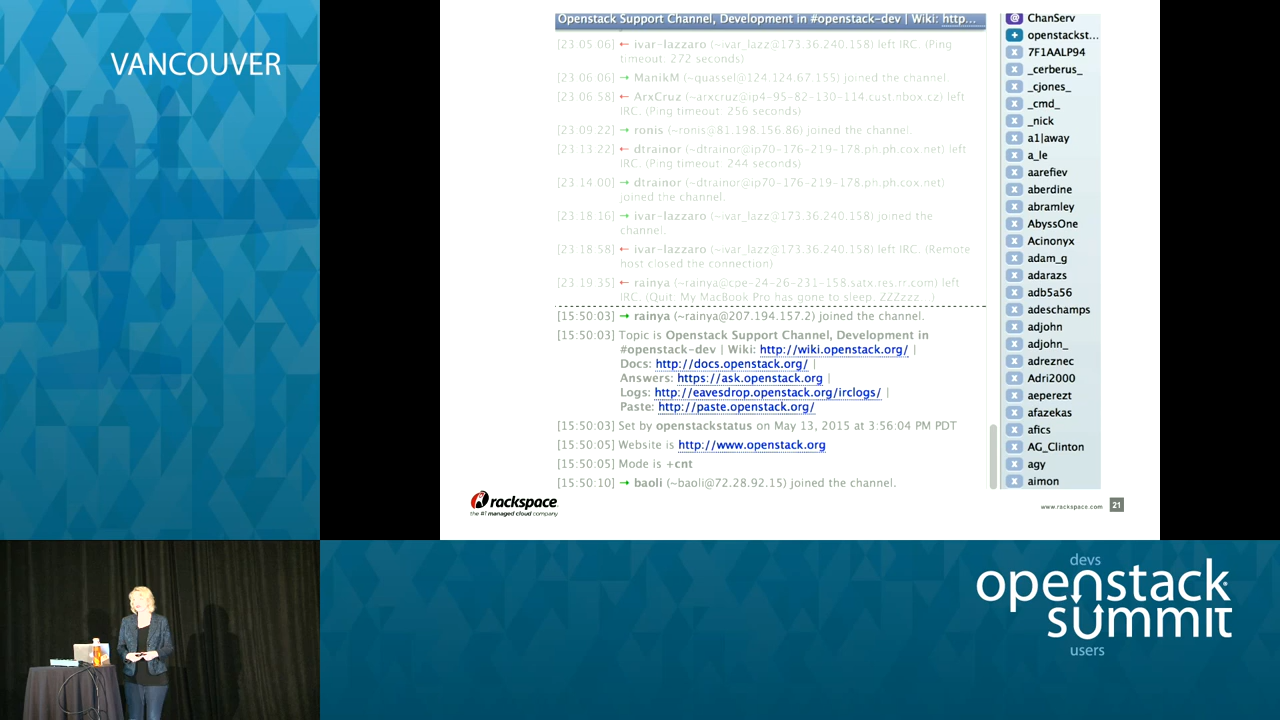 VANCOUVER
Openstack Support Channel, Development in #openstack-dev | Wiki: http...
[23:05:06] ← ivar-lazzaro (~ivar_lazz@173.36.240.158) left IRC. (Ping
timeout: 272 seconds)
[23:06:06] → ManikM (~quassel@124.124.67.155) joined the channel.
[23:06:58] ← ArxCruz (~arxcruz@ip4-95-82-130-114.cust.nbox.cz) left
IRC. (Ping timeout: 256 seconds)
[23:09:22] → ronis (~ronis@81.198.156.86) joined the channel.
[23:13:22] ← dtrainor (~dtrainor@ip70-176-219-178.ph.ph.cox.net) left
IRC. (Ping timeout: 244 seconds)
[23:14:00] → dtrainor (~dtrainor@ip70-176-219-178.ph.ph.cox.net)
joined the channel.
[23:18:16] → ivar-lazzaro (~ivar_lazz@173.36.240.158) joined the
channel.
[23:18:58] ← ivar-lazzaro (~ivar_lazz@173.36.240.158) left IRC. (Remote
host closed the connection)
[23:19:35] ← rainya (~rainya@cpe-24-26-231-158.satx.res.rr.com) left
IRC. (Quit: My MacBook Pro has gone to sleep. ZZZzzz…)
[15:50:03] → rainya (~rainya@207.194.157.2) joined the channel.
[15:50:03] Topic is Openstack Support Channel, Development in
#openstack-dev | Wiki: http://wiki.openstack.org/ |
Docs: http://docs.openstack.org/ |
Answers: https://ask.openstack.org |
Logs: http://eavesdrop.openstack.org/irclogs/ |
Paste: http://paste.openstack.org/
[15:50:03] Set by openstackstatus on May 13, 2015 at 3:56:04 PM PDT
[15:50:05] Website is http://www.openstack.org
[15:50:05] Mode is +cnt
[15:50:10] → baoli (~baoli@72.28.92.15) joined the channel.
@ ChanServ
+ openstackst...
x 7F1AALP94
x _cerberus_
x _cjones_
x _cmd_
x _nick
x a1|away
x a_le
x aarefiev
x aberdine
x abramley
x AbyssOne
x Acinonyx
x adam_g
x adarazs
x adb5a56
x adeschamps
x adjohn
x adjohn_
x adreznec
x Adri2000
x aeperezt
x afazekas
x afics
x AG_Clinton
x agy
x aimon
rackspace
the #1 managed cloud company
www.rackspace.com 21
devs
openstack
summit
users